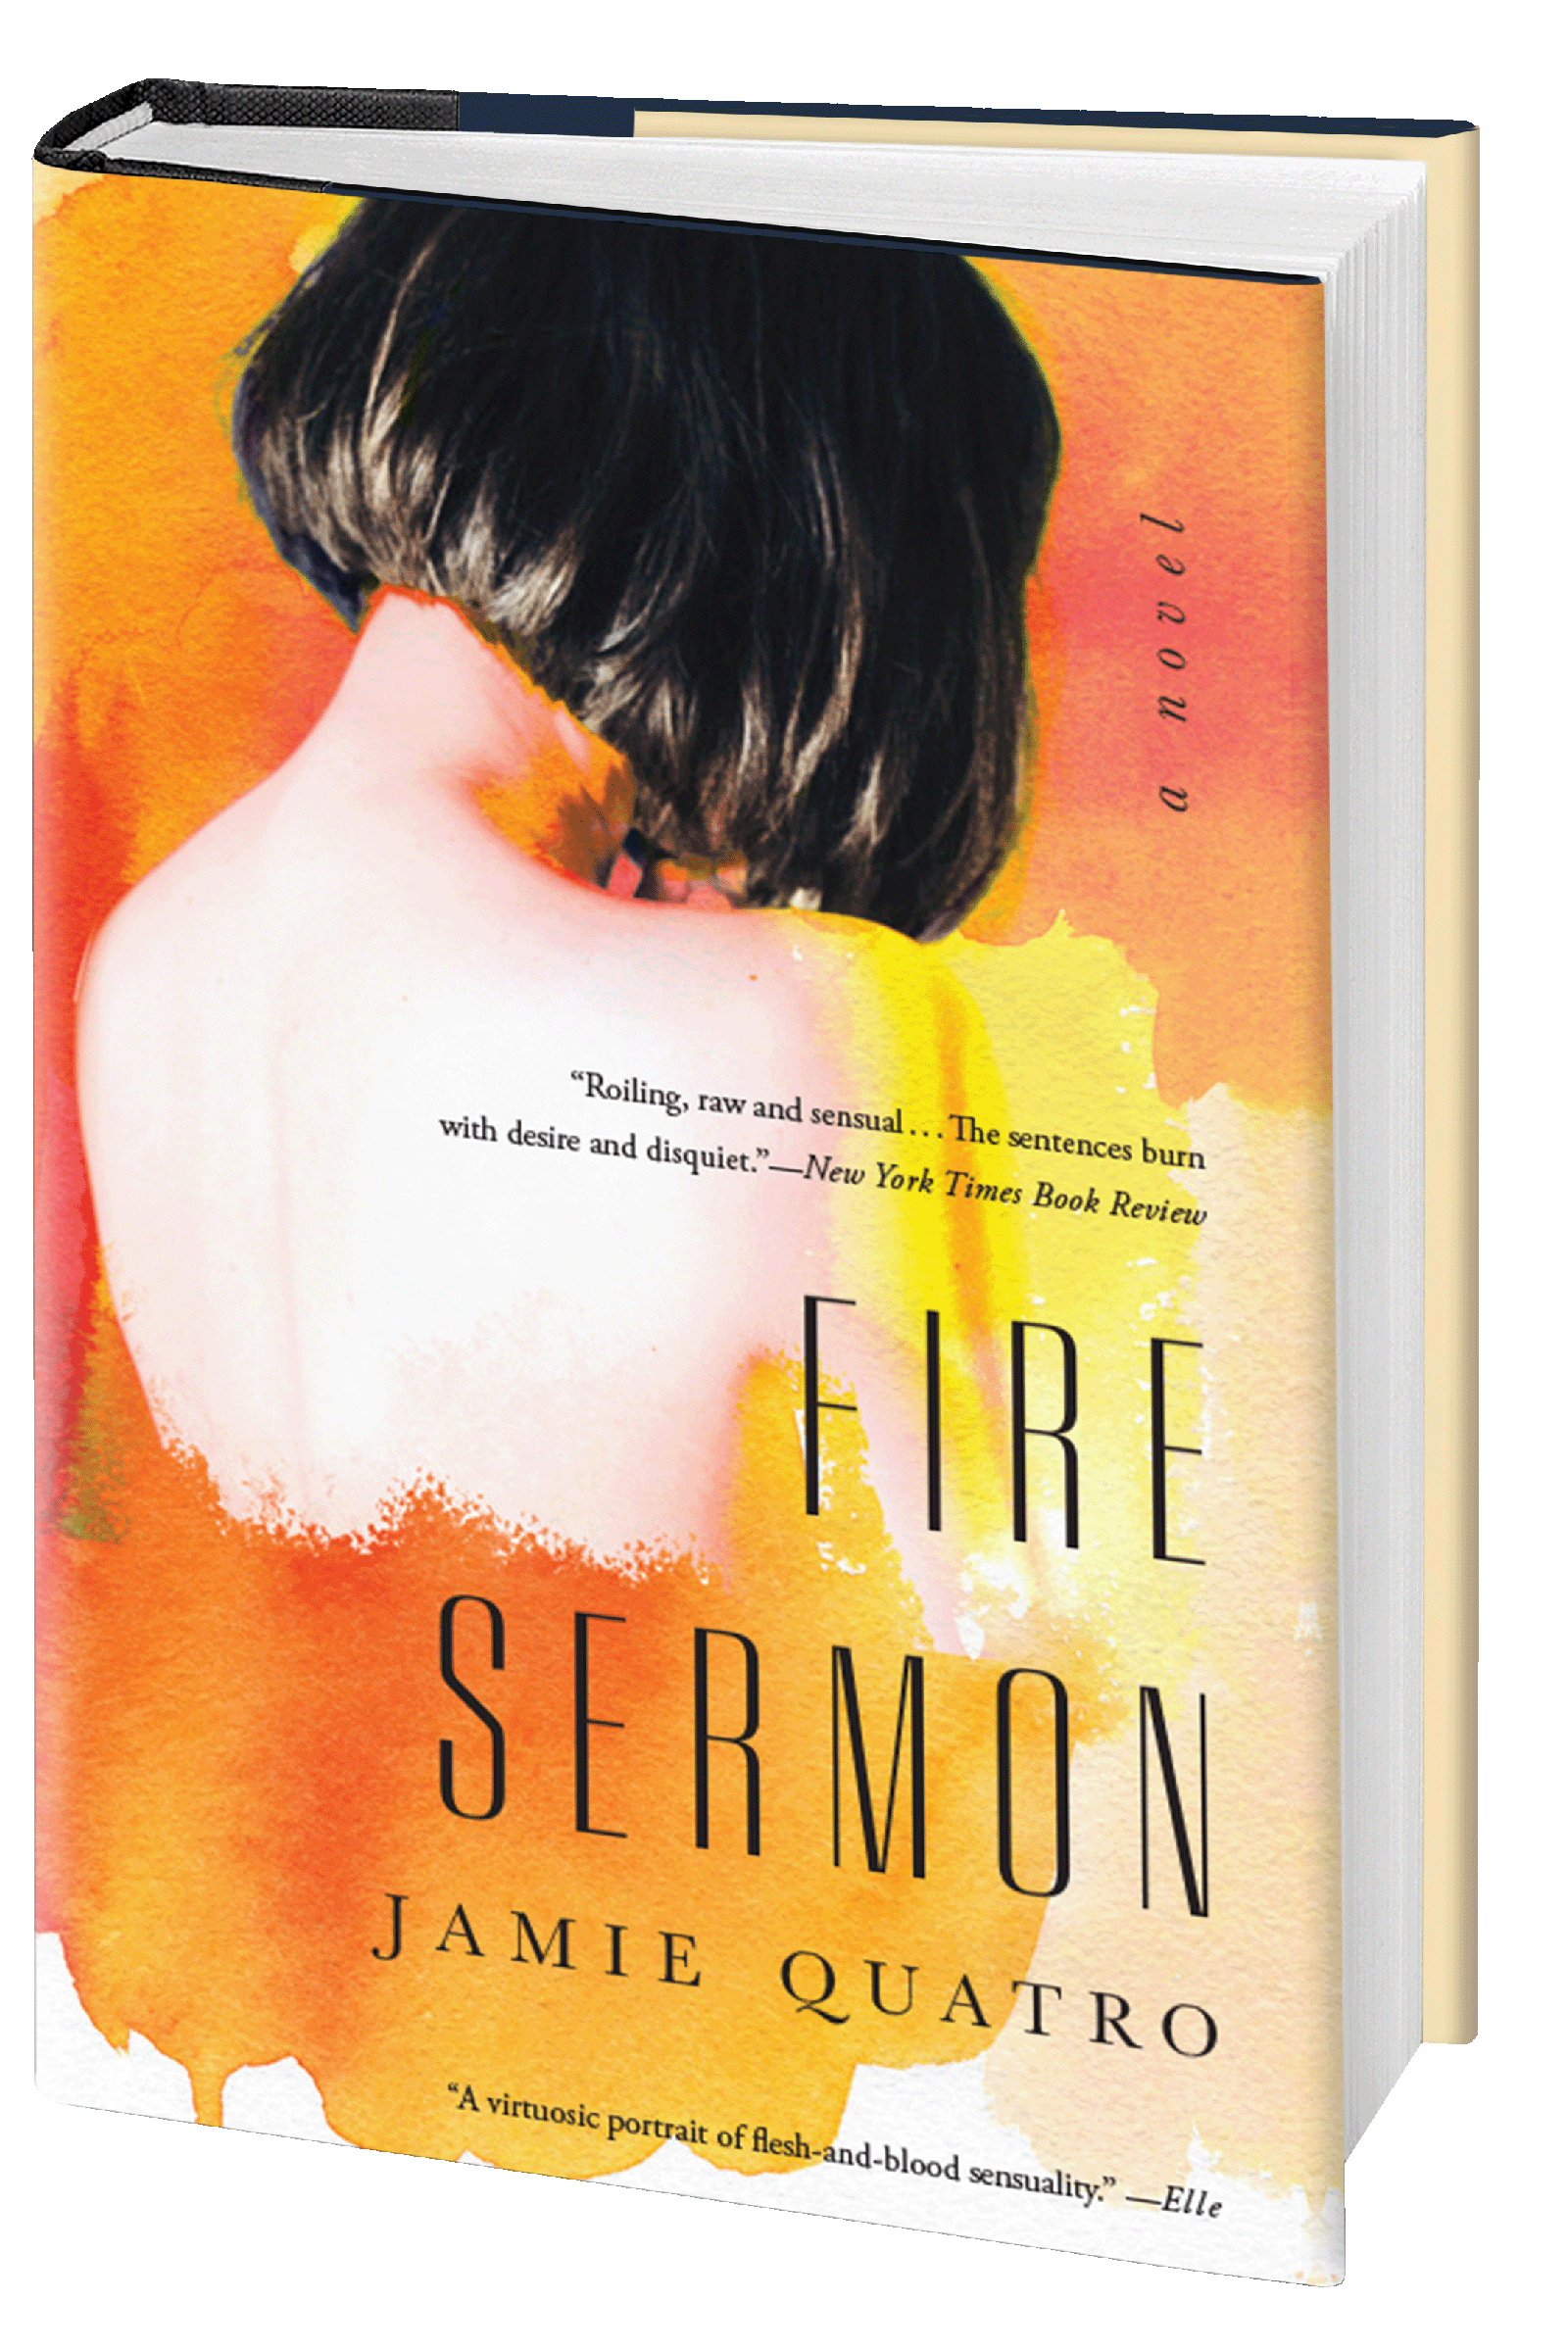 a novel
“Roiling, raw and sensual . . . The sentences burn
with desire and disquiet.”—New York Times Book Review
FIRE
SERMON
JAMIE QUATRO
“A virtuosic portrait of flesh-and-blood sensuality.” —Elle